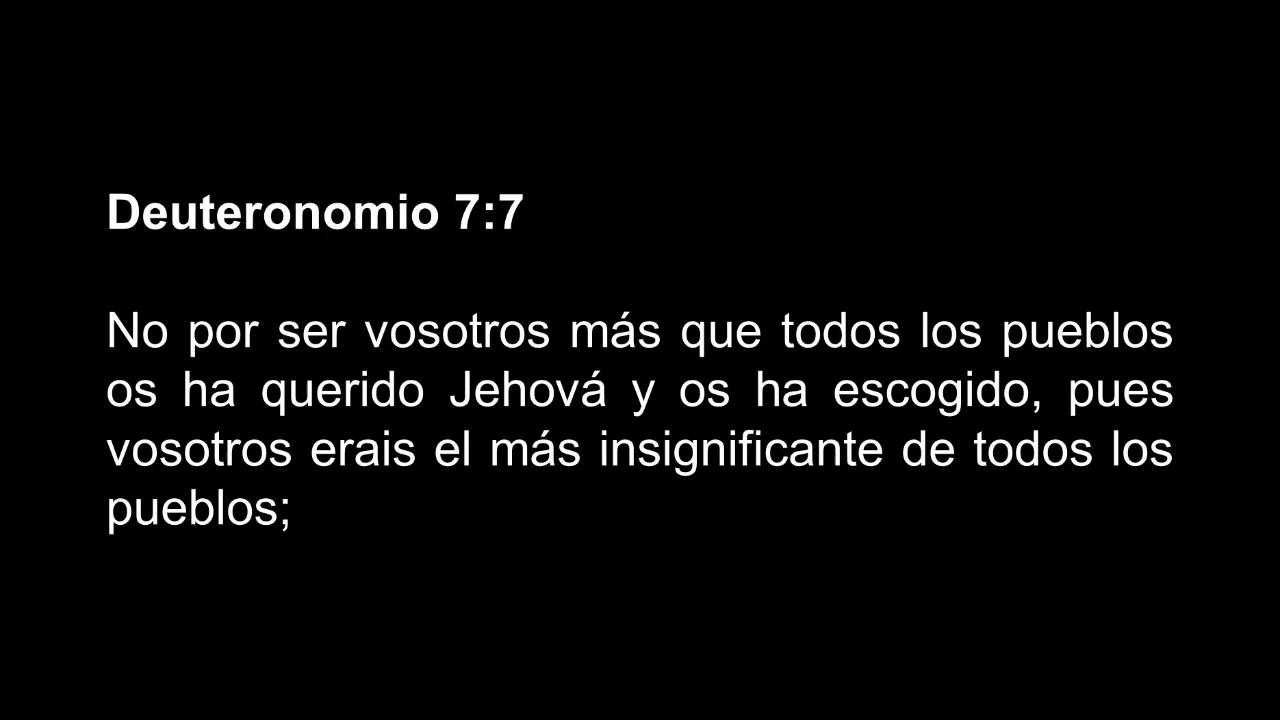 Deuteronomio 7:7
No por ser vosotros más que todos los pueblos
os ha querido Jehová y os ha escogido, pues
vosotros erais el más insignificante de todos los
pueblos;